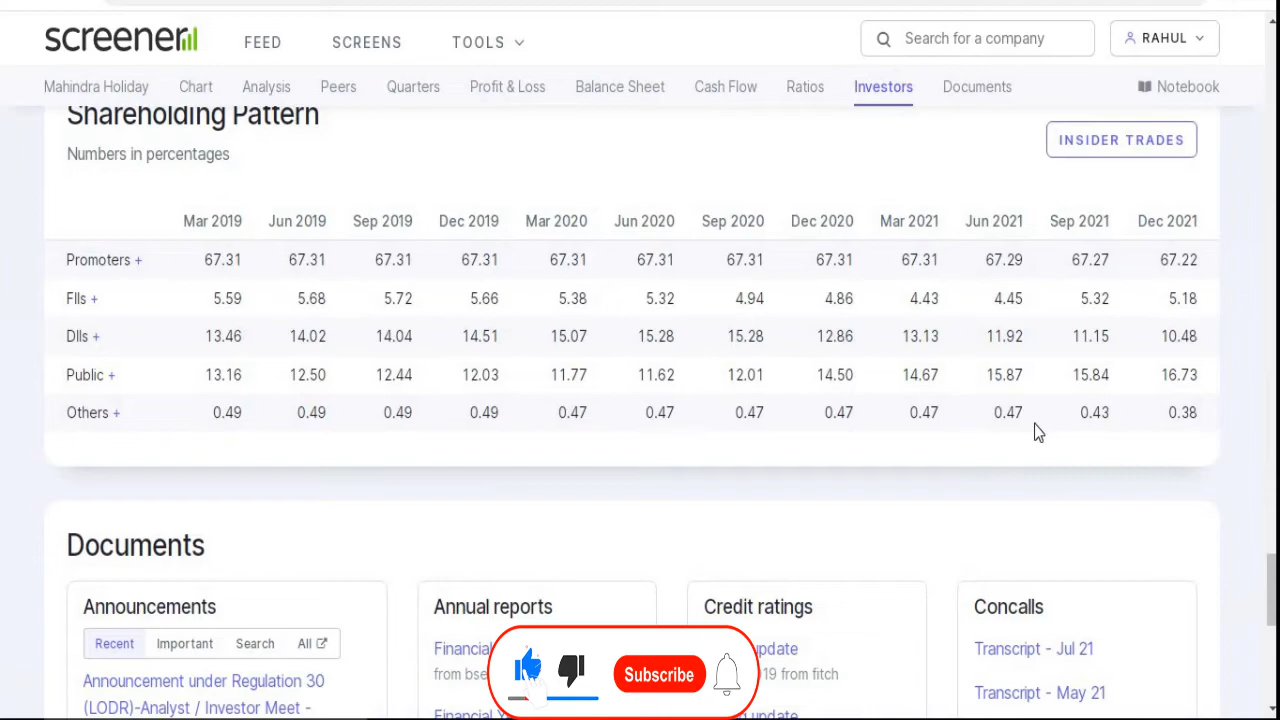 screener
FEED
SCREENS
TOOLS
Search for a company
RAHUL
Mahindra Holiday Chart Analysis Peers Quarters Profit & Loss Balance Sheet Cash Flow Ratios Investors Documents Notebook
Shareholding Pattern
Numbers in percentages
INSIDER TRADES
Mar 2019 Jun 2019 Sep 2019 Dec 2019 Mar 2020 Jun 2020 Sep 2020 Dec 2020 Mar 2021 Jun 2021 Sep 2021 Dec 2021
Promoters + 67.31 67.31 67.31 67.31 67.31 67.31 67.31 67.31 67.31 67.29 67.27 67.22
FIIs + 5.59 5.68 5.72 5.66 5.38 5.32 4.94 4.86 4.43 4.45 5.32 5.18
DIIs + 13.46 14.02 14.04 14.51 15.07 15.28 15.28 12.86 13.13 11.92 11.15 10.48
Public + 13.16 12.50 12.44 12.03 11.77 11.62 12.01 14.50 14.67 15.87 15.84 16.73
Others + 0.49 0.49 0.49 0.49 0.47 0.47 0.47 0.47 0.47 0.47 0.43 0.38
Documents
Announcements
Recent Important Search All
Announcement under Regulation 30
(LODR)-Analyst / Investor Meet -
Annual reports
Financial
from bse
Financial
Credit ratings
update
19 from fitch
update
Concalls
Transcript - Jul 21
Transcript - May 21
Subscribe